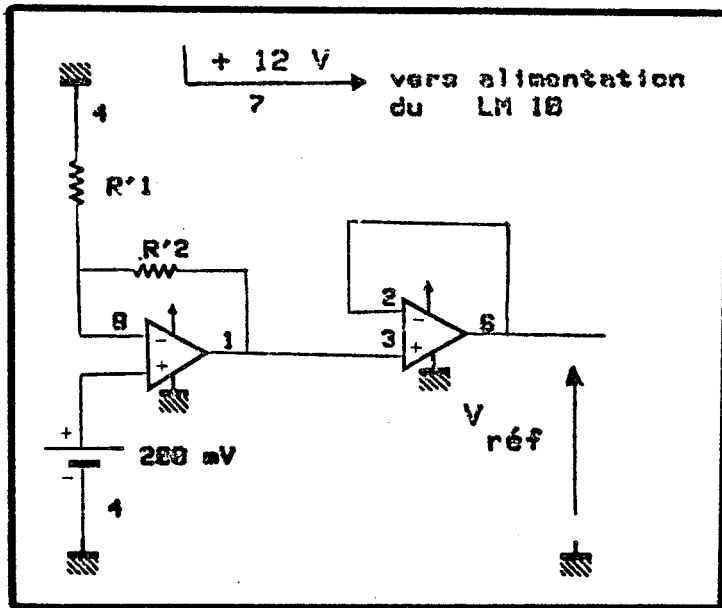 + 12 V
7
vers alimentation
du LM 10
4
R'1
R'2
8
-
+
1
2
-
3
+
6
+
200 mV
-
4
V
réf